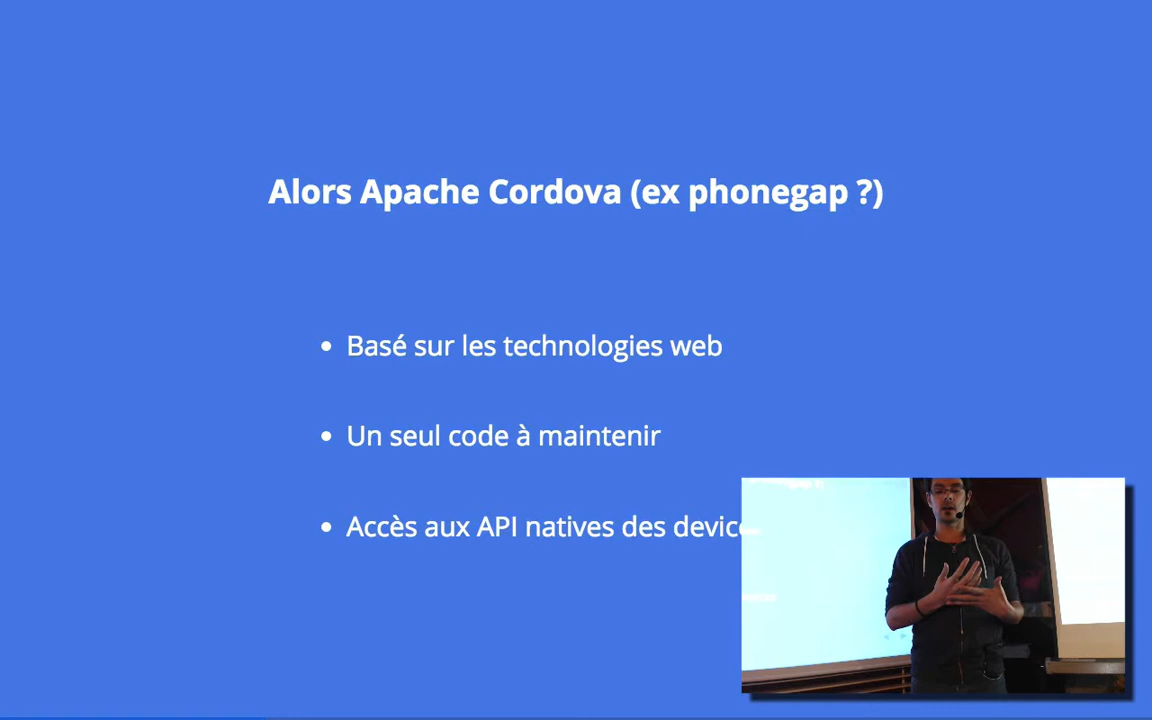 Alors Apache Cordova (ex phonegap ?)
Basé sur les technologies web
Un seul code à maintenir
Accès aux API natives des